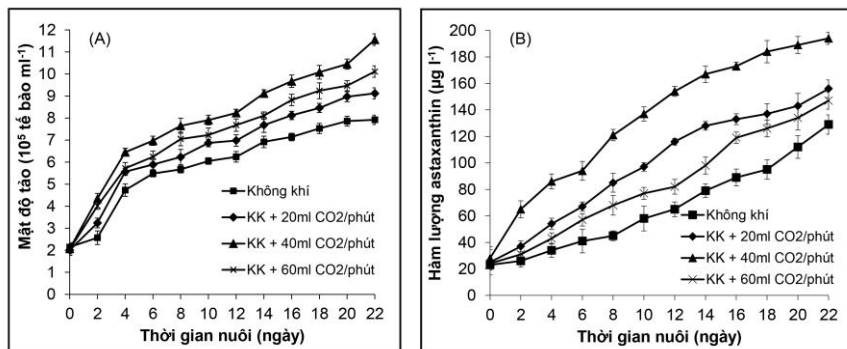 (A)
Mật độ tảo (10⁵ tế bào ml⁻¹)
12
11
10
9
8
7
6
5
4
3
2
1
0
Không khí
KK + 20ml CO2/phút
KK + 40ml CO2/phút
KK + 60ml CO2/phút
0 2 4 6 8 10 12 14 16 18 20 22
Thời gian nuôi (ngày)
(B)
Hàm lượng astaxanthin (µg l⁻¹)
200
180
160
140
120
100
80
60
40
20
0
Không khí
KK + 20ml CO2/phút
KK + 40ml CO2/phút
KK + 60ml CO2/phút
0 2 4 6 8 10 12 14 16 18 20 22
Thời gian nuôi (ngày)